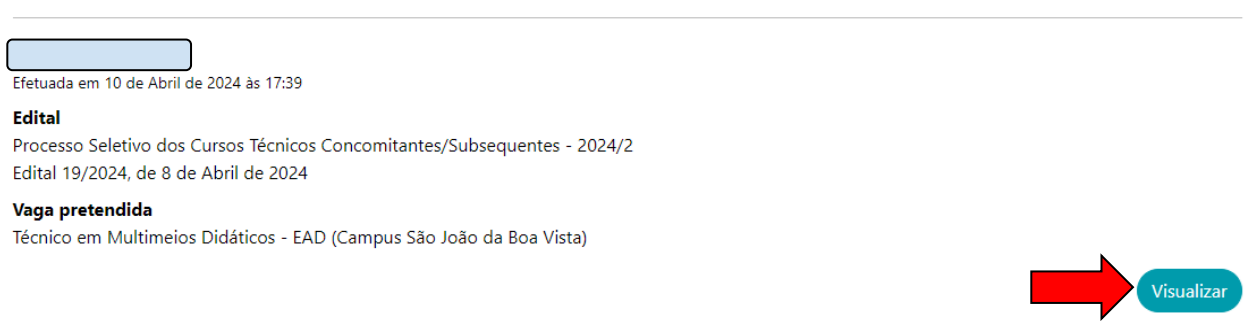 Efetuada em 10 de Abril de 2024 às 17:39
Edital
Processo Seletivo dos Cursos Técnicos Concomitantes/Subsequentes - 2024/2
Edital 19/2024, de 8 de Abril de 2024
Vaga pretendida
Técnico em Multimeios Didáticos - EAD (Campus São João da Boa Vista)
Visualizar